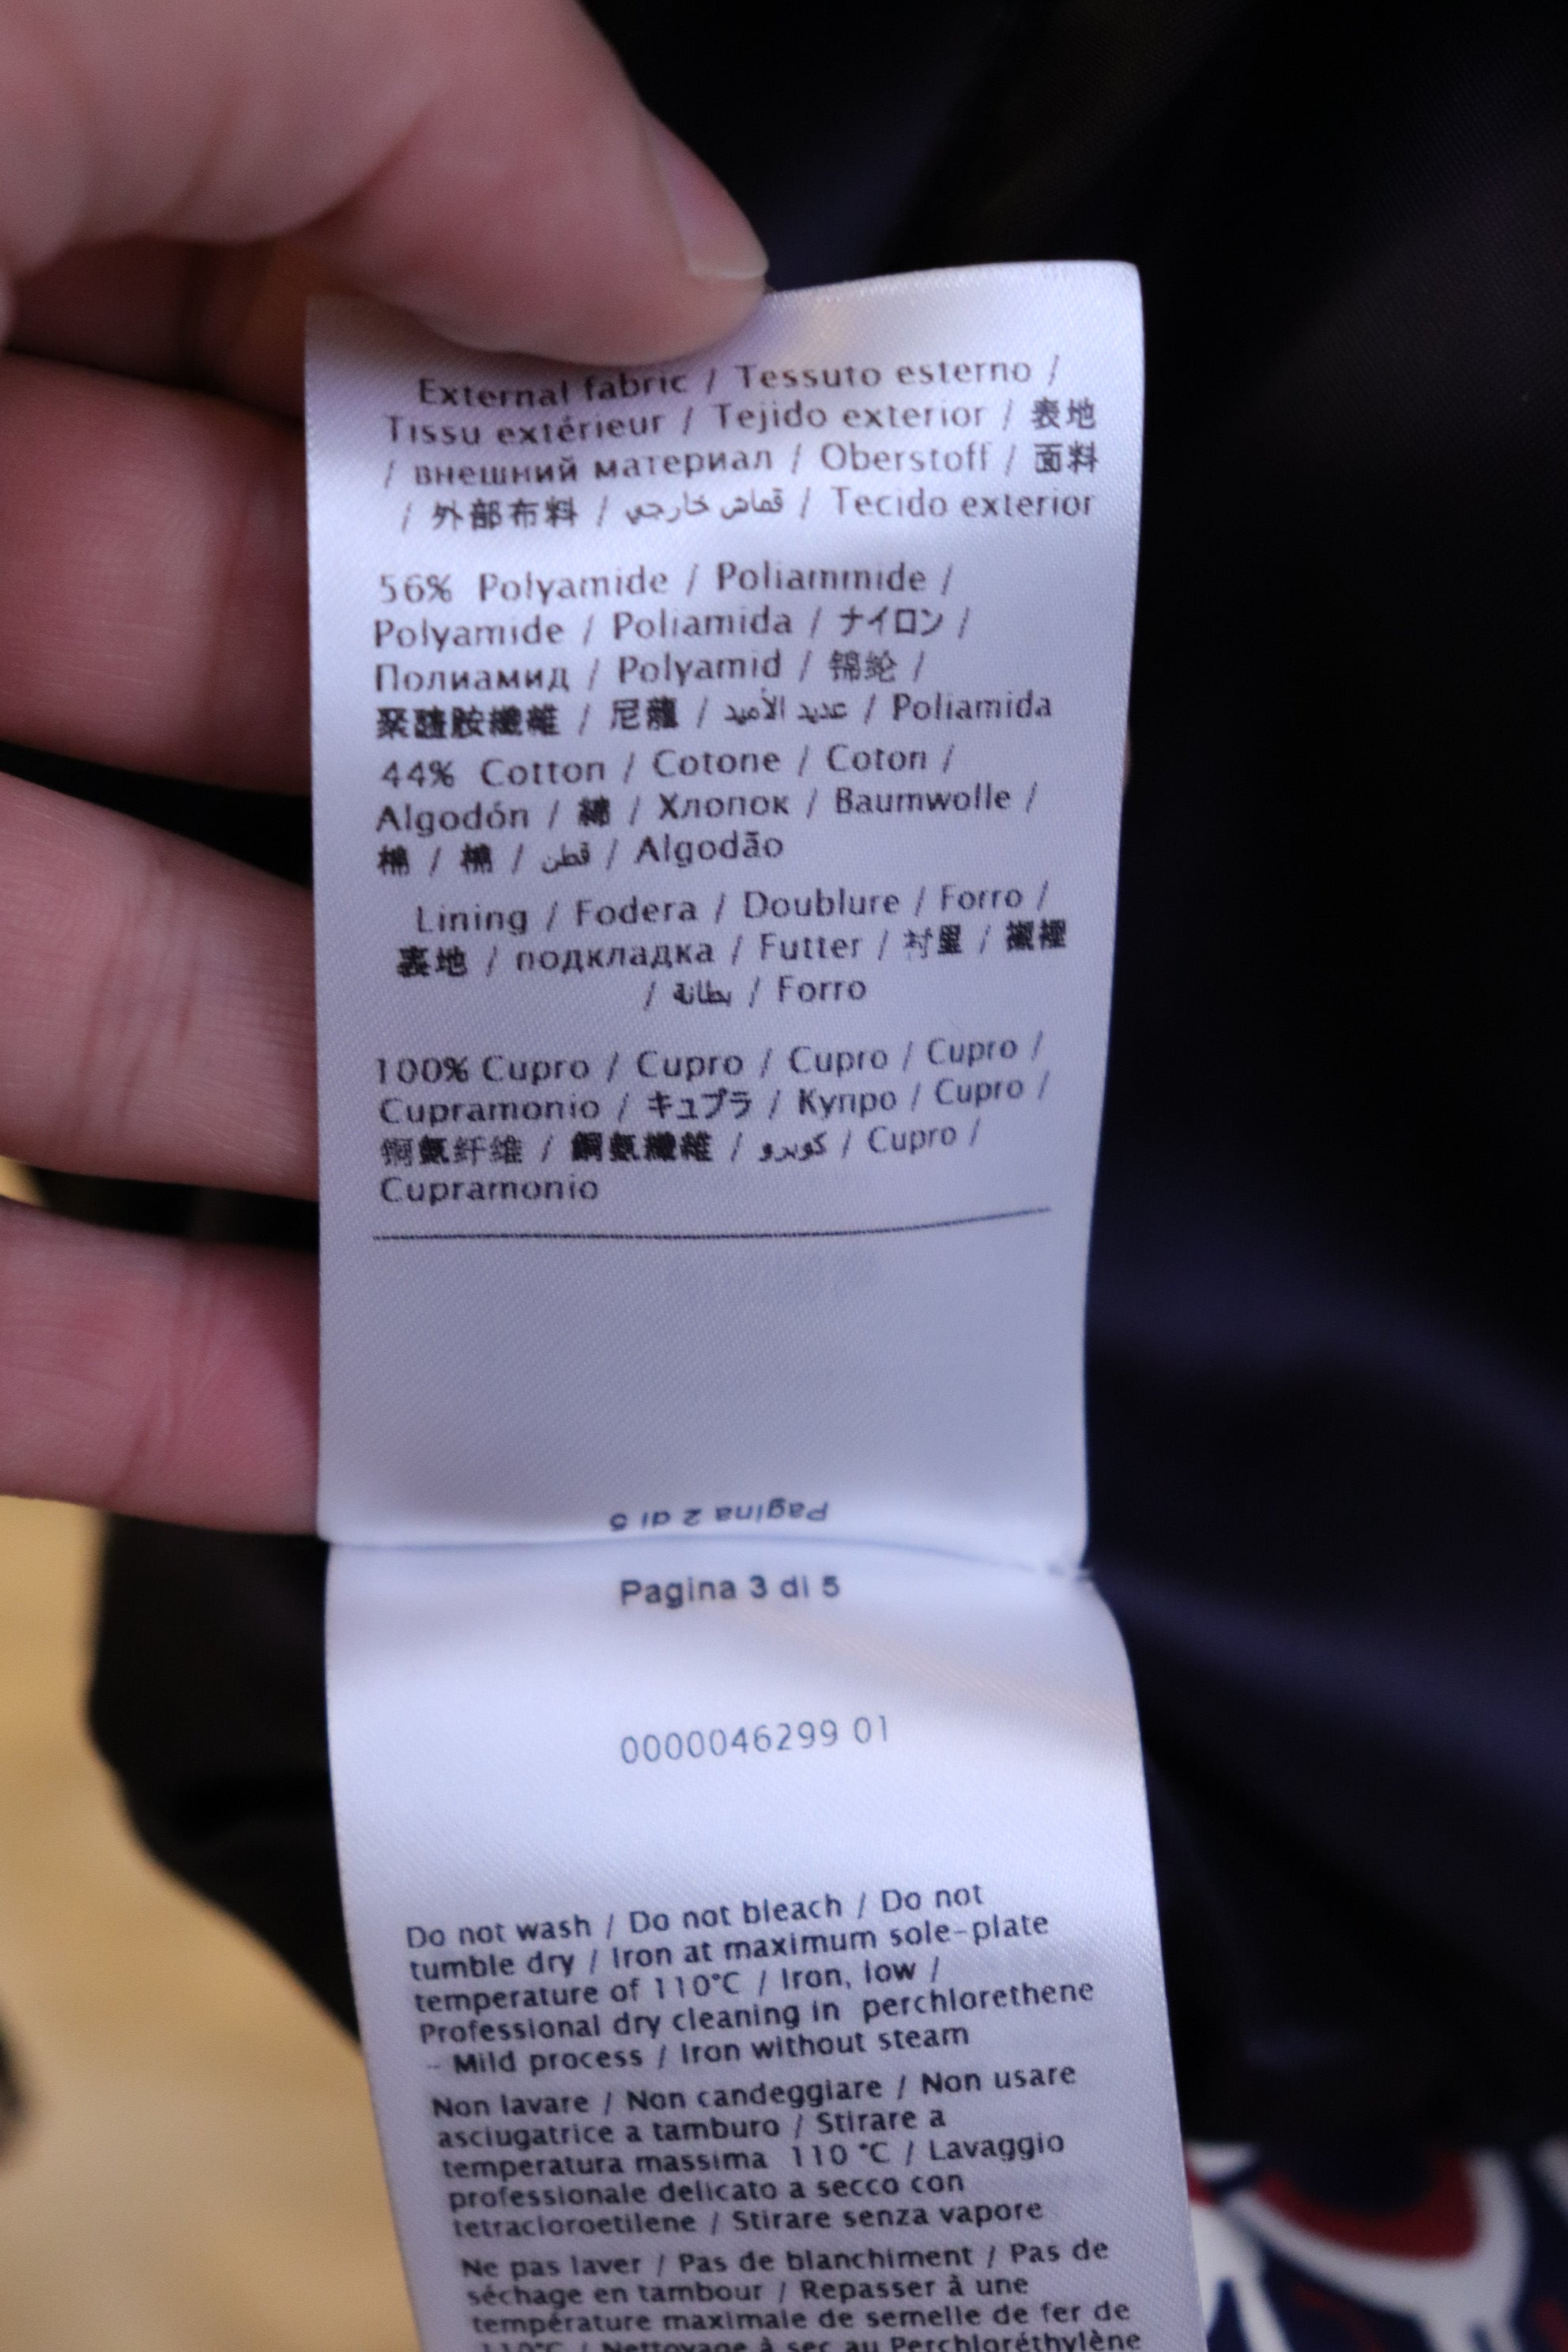 External fabric / Tessuto esterno /
Tissu extérieur / Tejido exterior / 表地
/ внешний материал / Oberstoff / 面料
/ 外部布料 / قماش خارجي / Tecido exterior
56% Polyamide / Poliammide /
Polyamide / Poliamida / ナイロン /
Полиамид / Polyamid / 锦纶 /
聚醯胺纖維 / 尼龍 / عديد الأميد / Poliamida
44% Cotton / Cotone / Coton /
Algodón / 綿 / Хлопок / Baumwolle /
棉 / 棉 / قطن / Algodão
Lining / Fodera / Doublure / Forro /
裏地 / подкладка / Futter / 衬里 / 襯裡
/ بطانة / Forro
100% Cupro / Cupro / Cupro / Cupro /
Cupramonio / キュプラ / Купро / Cupro /
铜氨纤维 / 銅氨纖維 / كوبرو / Cupro /
Cupramonio
Pagina 2 di 5
Pagina 3 di 5
0000046299 01
Do not wash / Do not bleach / Do not
tumble dry / Iron at maximum sole-plate
temperature of 110°C / Iron, low /
Professional dry cleaning in perchlorethene
- Mild process / Iron without steam
Non lavare / Non candeggiare / Non usare
asciugatrice a tamburo / Stirare a
temperatura massima 110 °C / Lavaggio
professionale delicato a secco con
tetracloroetilene / Stirare senza vapore
Ne pas laver / Pas de blanchiment / Pas de
séchage en tambour / Repasser à une
température maximale de semelle de fer de
110°C / Nettoyage à sec au Perchloréthylène